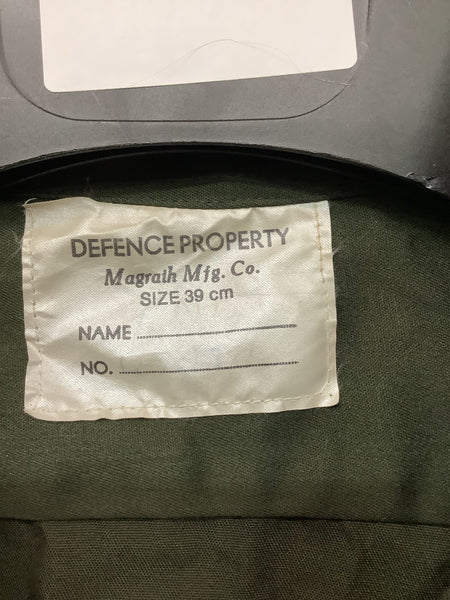 DEFENCE PROPERTY
Magrath Mfg. Co.
SIZE 39 cm
NAME
NO.